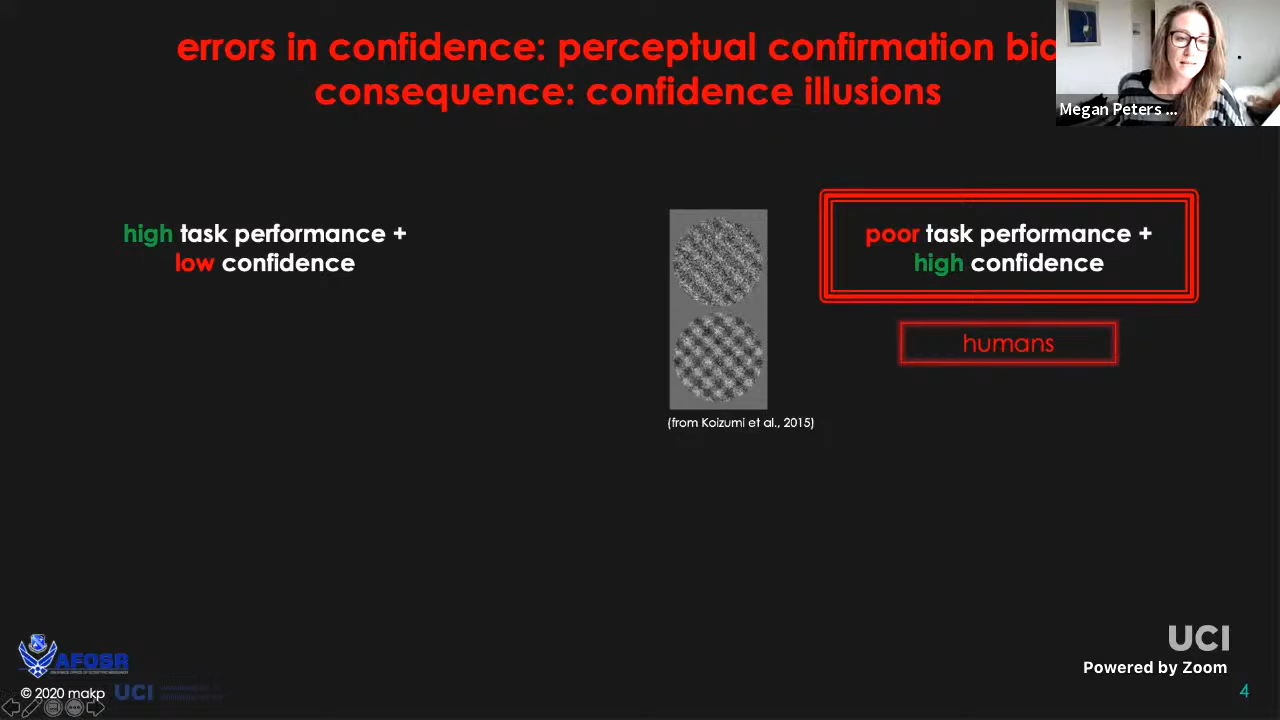 errors in confidence: perceptual confirmation bia
consequence: confidence illusions
Megan Peters ...
high task performance +
low confidence
poor task performance +
high confidence
humans
(from Koizumi et al., 2015)
AFOSR
UCI
Powered by Zoom
© 2020 makp
UCI
4